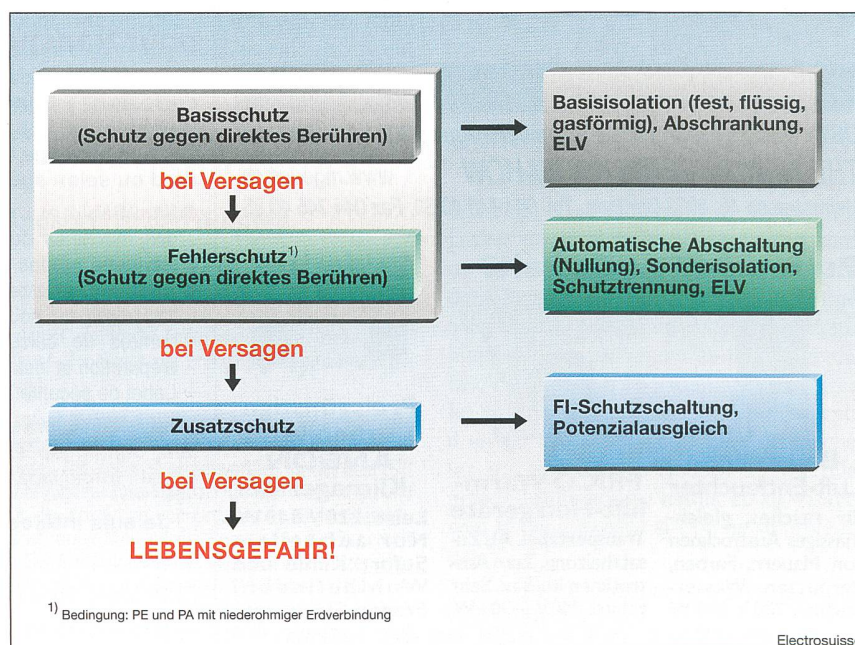 Basisschutz
(Schutz gegen direktes Berühren)
Basisisolation (fest, flüssig,
gasförmig), Abschrankung,
ELV
bei Versagen
Fehlerschutz1)
(Schutz gegen direktes Berühren)
Automatische Abschaltung
(Nullung), Sonderisolation,
Schutztrennung, ELV
bei Versagen
Zusatzschutz
FI-Schutzschaltung,
Potenzialausgleich
bei Versagen
LEBENSGEFAHR!
1) Bedingung: PE und PA mit niederohmiger Erdverbindung
Electrosuisse